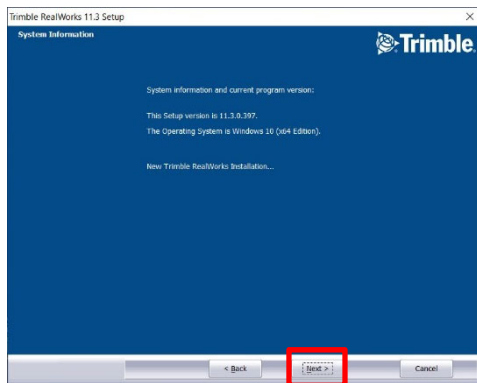 Trimble RealWorks 11.3 Setup
System Information
Trimble.
System information and current program version:
This Setup version is 11.3.0.397.
The Operating System is Windows 10 (x64 Edition).
New Trimble RealWorks Installation...
< Back
Next >
Cancel